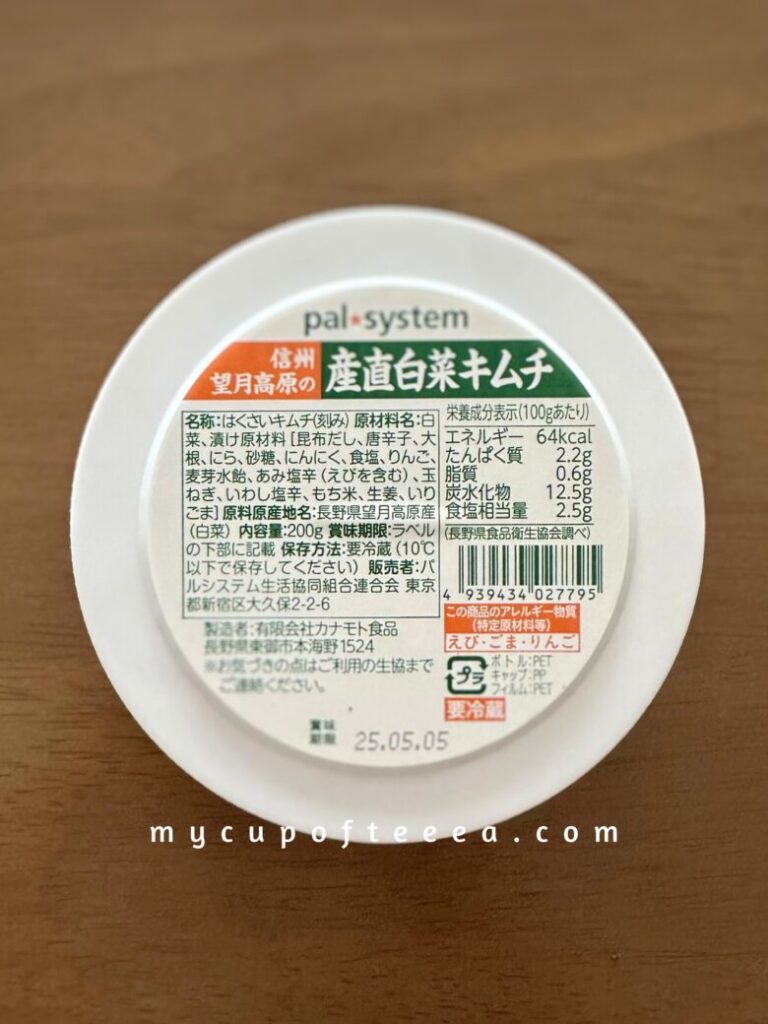 pal*system
信州
望月高原の
産直白菜キムチ
名称:はくさいキムチ(刻み) 原材料名:白
菜、漬け原材料 [昆布だし、唐辛子、大
根、にら、砂糖、にんにく、食塩、りんご、
麦芽水飴、あみ塩辛 (えびを含む) 、玉
ねぎ、いわし塩辛、もち米、生姜、いり
ごま] 原料原産地名:長野県望月高原産
(白菜) 内容量:200g 賞味期限:ラベル
の下部に記載 保存方法:要冷蔵 (10℃
以下で保存してください) 販売者:パ
ルシステム生活協同組合連合会 東京
都新宿区大久保2-2-6
製造者:有限会社カナモト食品
長野県東御市本海野1524
※お気づきの点はご利用の生協まで
ご連絡ください。
栄養成分表示(100gあたり)
エネルギー 64kcal
たんぱく質 2.2g
脂質 0.6g
炭水化物 12.5g
食塩相当量 2.5g
(長野県食品衛生協会調べ)
4 939434 027795
この商品のアレルギー物質
(特定原材料等)
えび・ごま・りんご
プラ
ボトル:PET
キャップ:PP
フィルム:PET
要冷蔵
賞味
期限 25.05.05
mycupofteeea.com